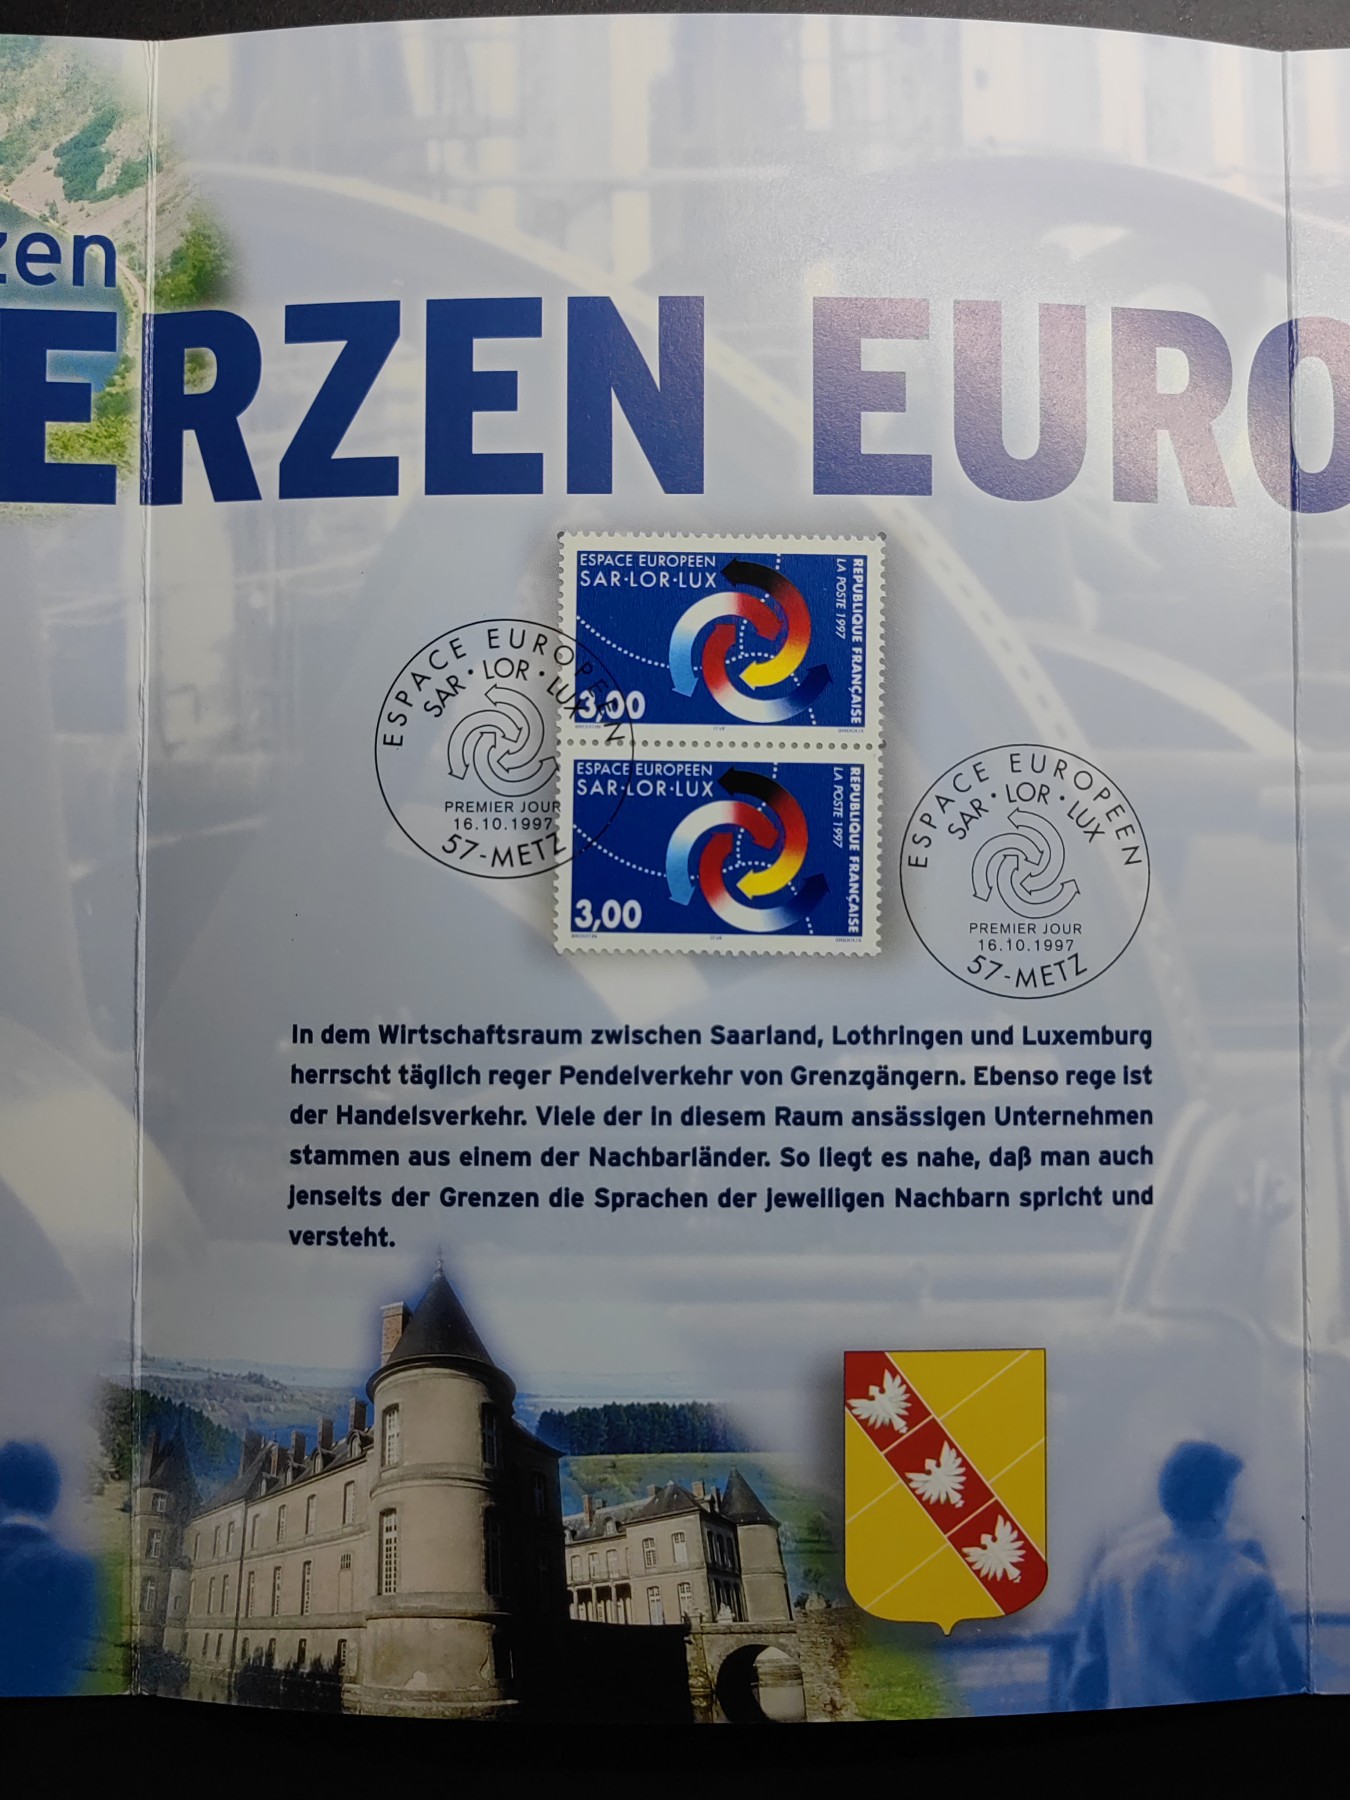 zen
ERZEN EURO
ESPACE EUROPEEN
SAR·LOR·LUX
REPUBLIQUE FRANÇAISE
LA POSTE 1997
3,00
ESPACE EUROPEEN
SAR·LOR·LUX
PREMIER JOUR
16.10.1997
57-METZ
ESPACE EUROPEEN
SAR·LOR·LUX
REPUBLIQUE FRANÇAISE
LA POSTE 1997
3,00
ESPACE EUROPEEN
SAR·LOR·LUX
PREMIER JOUR
16.10.1997
57-METZ
In dem Wirtschaftsraum zwischen Saarland, Lothringen und Luxemburg
herrscht täglich reger Pendelverkehr von Grenzgängern. Ebenso rege ist
der Handelsverkehr. Viele der in diesem Raum ansässigen Unternehmen
stammen aus einem der Nachbarländer. So liegt es nahe, daß man auch
jenseits der Grenzen die Sprachen der jeweiligen Nachbarn spricht und
versteht.